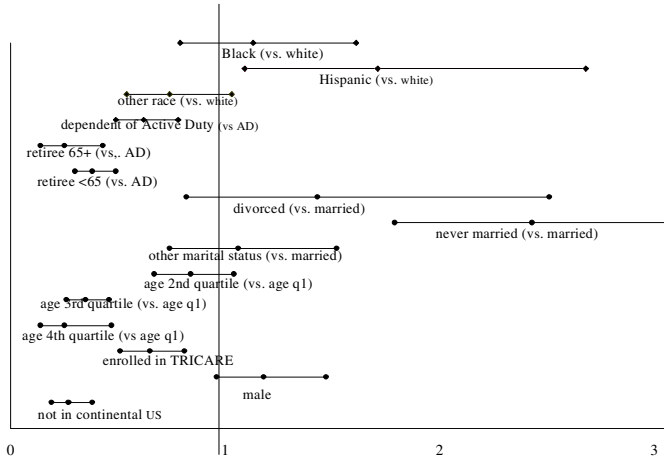 Black (vs. white)
Hispanic (vs. white)
other race (vs. white)
dependent of Active Duty (vs AD)
retiree 65+ (vs,. AD)
retiree <65 (vs. AD)
divorced (vs. married)
never married (vs. married)
other marital status (vs. married)
age 2nd quartile (vs. age q1)
age 3rd quartile (vs. age q1)
age 4th quartile (vs age q1)
enrolled in TRICARE
male
not in continental US
0 1 2 3